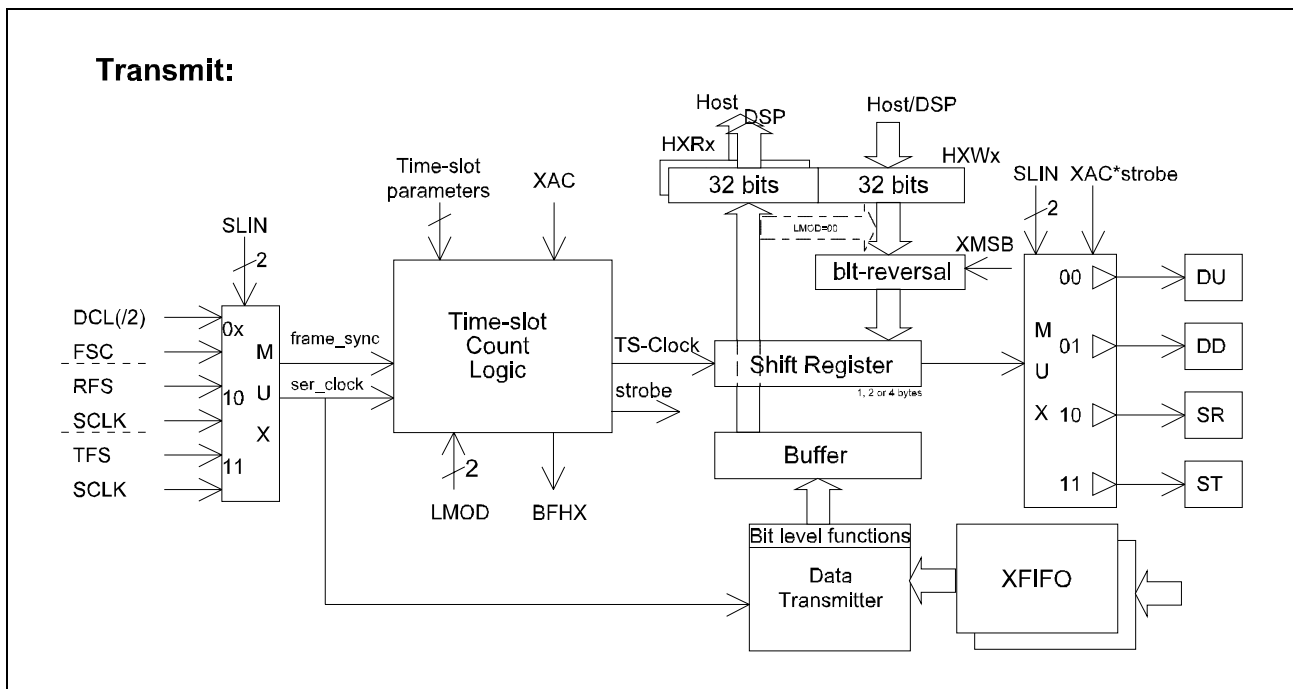 Transmit:
Host
DSP
Host/DSP
HXRx
HXWx
Time-slot
parameters
XAC
32 bits
32 bits
SLIN
XAC*strobe
SLIN
2
LMOD=00
2
XMSB
bIt-reversal
00
DU
DCL(/2)
0x
frame_sync
Time-slot
Count
Logic
TS-Clock
Shift Register
M
U
X
01
DD
FSC
M
RFS
10
U
ser_clock
strobe
1, 2 or 4 bytes
10
SR
SCLK
X
TFS
11
Buffer
SCLK
2
11
ST
LMOD
BFHX
Bit level functions
Data
Transmitter
XFIFO